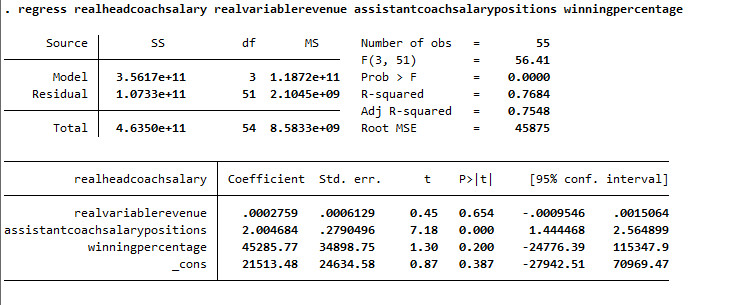 . regress realheadcoachsalary realvariablerevenue assistantcoachsalarypositions winningpercentage
Source SS df MS Number of obs = 55
F(3, 51) = 56.41
Model 3.5617e+11 3 1.1872e+11 Prob > F = 0.0000
Residual 1.0733e+11 51 2.1045e+09 R-squared = 0.7684
Adj R-squared = 0.7548
Total 4.6350e+11 54 8.5833e+09 Root MSE = 45875
realheadcoachsalary Coefficient Std. err. t P>|t| [95% conf. interval]
realvariablerevenue .0002759 .0006129 0.45 0.654 -.0009546 .0015064
assistantcoachsalarypositions 2.004684 .2790496 7.18 0.000 1.444468 2.564899
winningpercentage 45285.77 34898.75 1.30 0.200 -24776.39 115347.9
_cons 21513.48 24634.58 0.87 0.387 -27942.51 70969.47